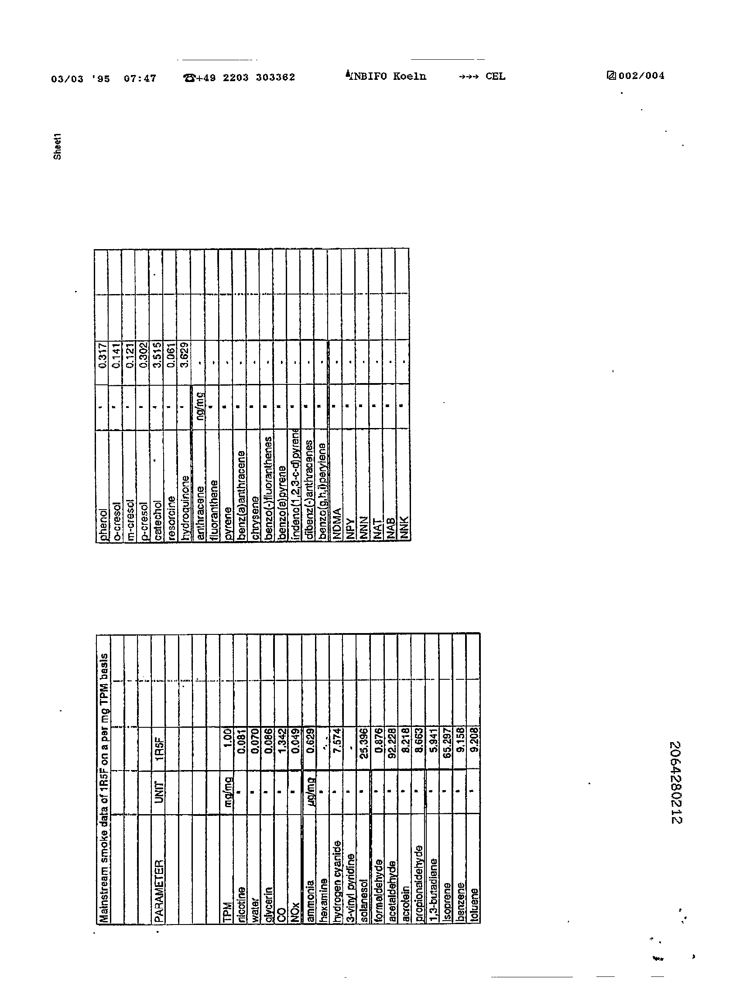 03/03 '95 07:47 ☎+49 2203 303362 INBIFO Koeln →→→ CEL 002/004
Sheet1
Mainstream smoke data of 1R5F on a per mg TPM basis
PARAMETER UNIT 1R5F
TPM mg/mg 1.00
nicotine " 0.081
water " 0.070
glycerin " 0.086
CO " 1.342
NOx " 0.049
ammonia µg/mg 0.629
hexamine " -
hydrogen cyanide " 7.574
3-vinyl pyridine " -
solanesol " 25.396
formaldehyde " 0.876
acetaldehyde " 92.228
acrolein " 8.218
propionaldehyde " 8.663
1,3-butadiene " 5.941
isoprene " 65.297
benzene " 9.158
toluene " 9.208
phenol " 0.317
o-cresol " 0.141
m-cresol " 0.121
p-cresol " 0.302
catechol " 3.515
resorcine " 0.061
hydroquinone " 3.629
anthracene ng/mg -
fluoranthene " -
pyrene " -
benz(a)anthracene " -
chrysene " -
benzo(-)fluoranthenes " -
benzo(a)pyrene " -
indeno(1,2,3-c-d)pyrene " -
dibenz(-)anthracenes " -
benzo(g,h,i)perylene " -
NDMA " -
NPY " -
NNN " -
NAT " -
NAB " -
NNK " -
2064280212